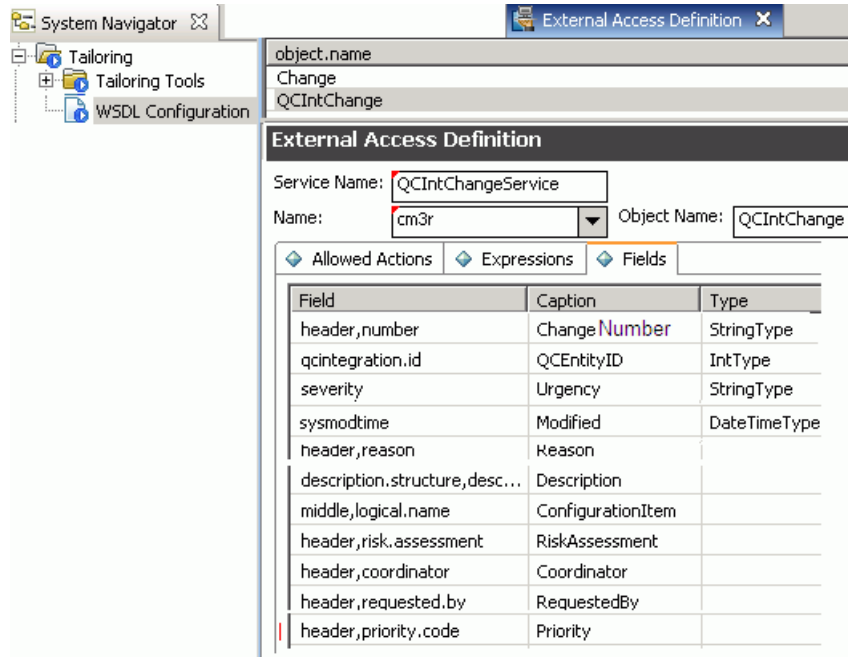 System Navigator
External Access Definition
Tailoring
Tailoring Tools
WSDL Configuration
object.name
Change
QCIntChange
External Access Definition
Service Name: QCIntChangeService
Name: cm3r Object Name: QCIntChange
Allowed Actions Expressions Fields
Field Caption Type
header,number Change Number StringType
qcintegration.id QCEntityID IntType
severity Urgency StringType
sysmodtime Modified DateTimeType
header,reason Reason
description.structure,desc... Description
middle,logical.name ConfigurationItem
header,risk.assessment RiskAssessment
header,coordinator Coordinator
header,requested.by RequestedBy
header,priority.code Priority